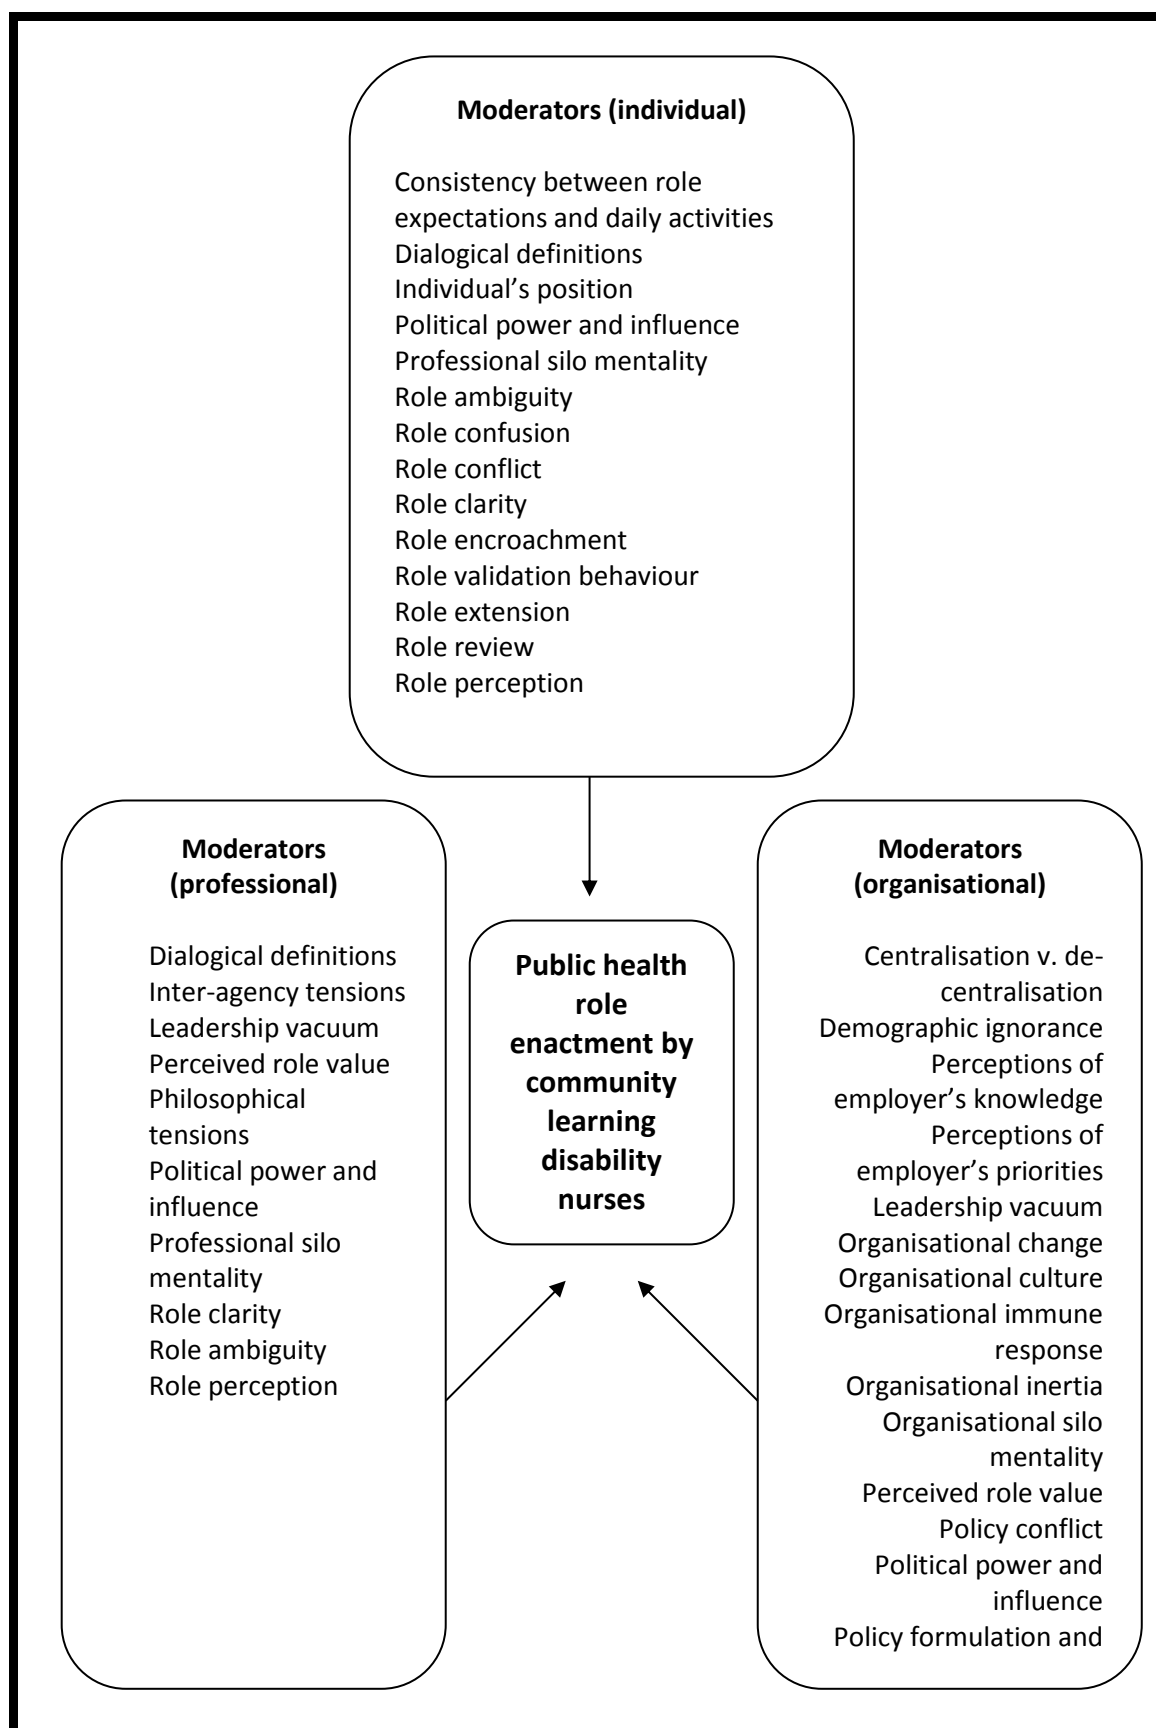 Moderators (individual)
Consistency between role
expectations and daily activities
Dialogical definitions
Individual’s position
Political power and influence
Professional silo mentality
Role ambiguity
Role confusion
Role conflict
Role clarity
Role encroachment
Role validation behaviour
Role extension
Role review
Role perception
Moderators
(professional)
Dialogical definitions
Inter-agency tensions
Leadership vacuum
Perceived role value
Philosophical
tensions
Political power and
influence
Professional silo
mentality
Role clarity
Role ambiguity
Role perception
Public health
role
enactment by
community
learning
disability
nurses
Moderators
(organisational)
Centralisation v. de-
centralisation
Demographic ignorance
Perceptions of
employer’s knowledge
Perceptions of
employer’s priorities
Leadership vacuum
Organisational change
Organisational culture
Organisational immune
response
Organisational inertia
Organisational silo
mentality
Perceived role value
Policy conflict
Political power and
influence
Policy formulation and